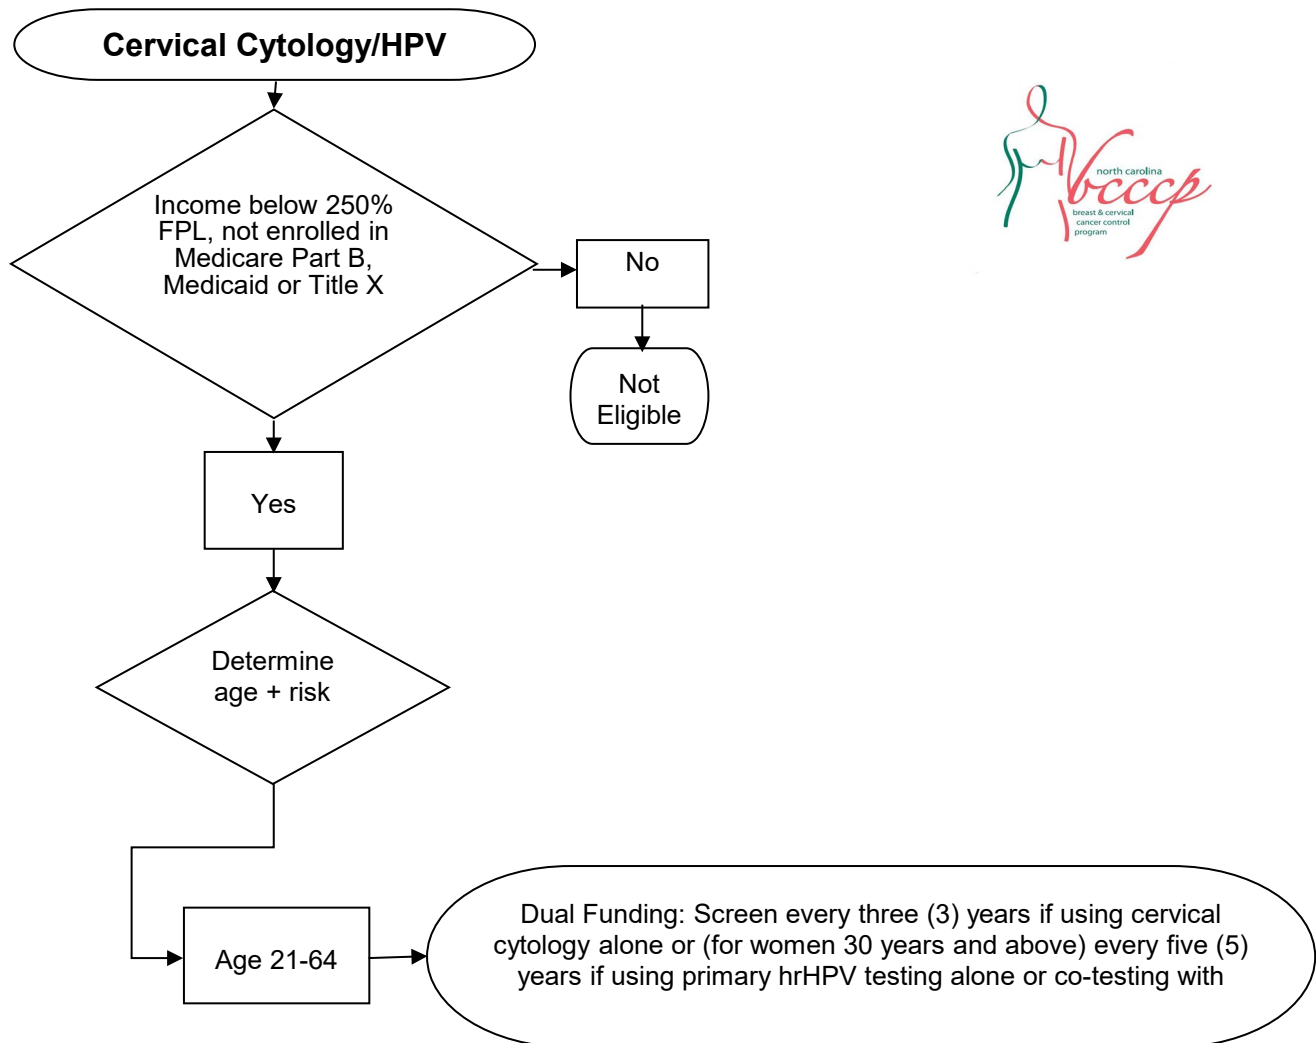 Cervical Cytology/HPV
north carolina
bcccp
breast & cervical
cancer control
program
Income below 250%
FPL, not enrolled in
Medicare Part B,
Medicaid or Title X
No
Not
Eligible
Yes
Determine
age + risk
Age 21-64
Dual Funding: Screen every three (3) years if using cervical
cytology alone or (for women 30 years and above) every five (5)
years if using primary hrHPV testing alone or co-testing with